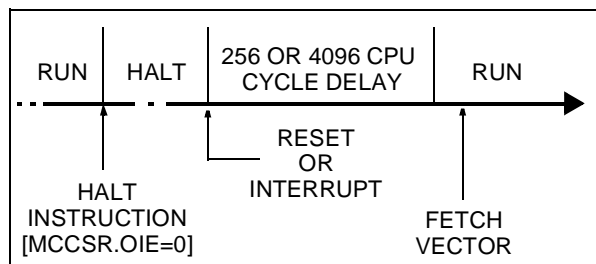 RUN
HALT
256 OR 4096 CPU
CYCLE DELAY
RUN
RESET
OR
INTERRUPT
HALT
INSTRUCTION
[MCCSR.OIE=0]
FETCH
VECTOR